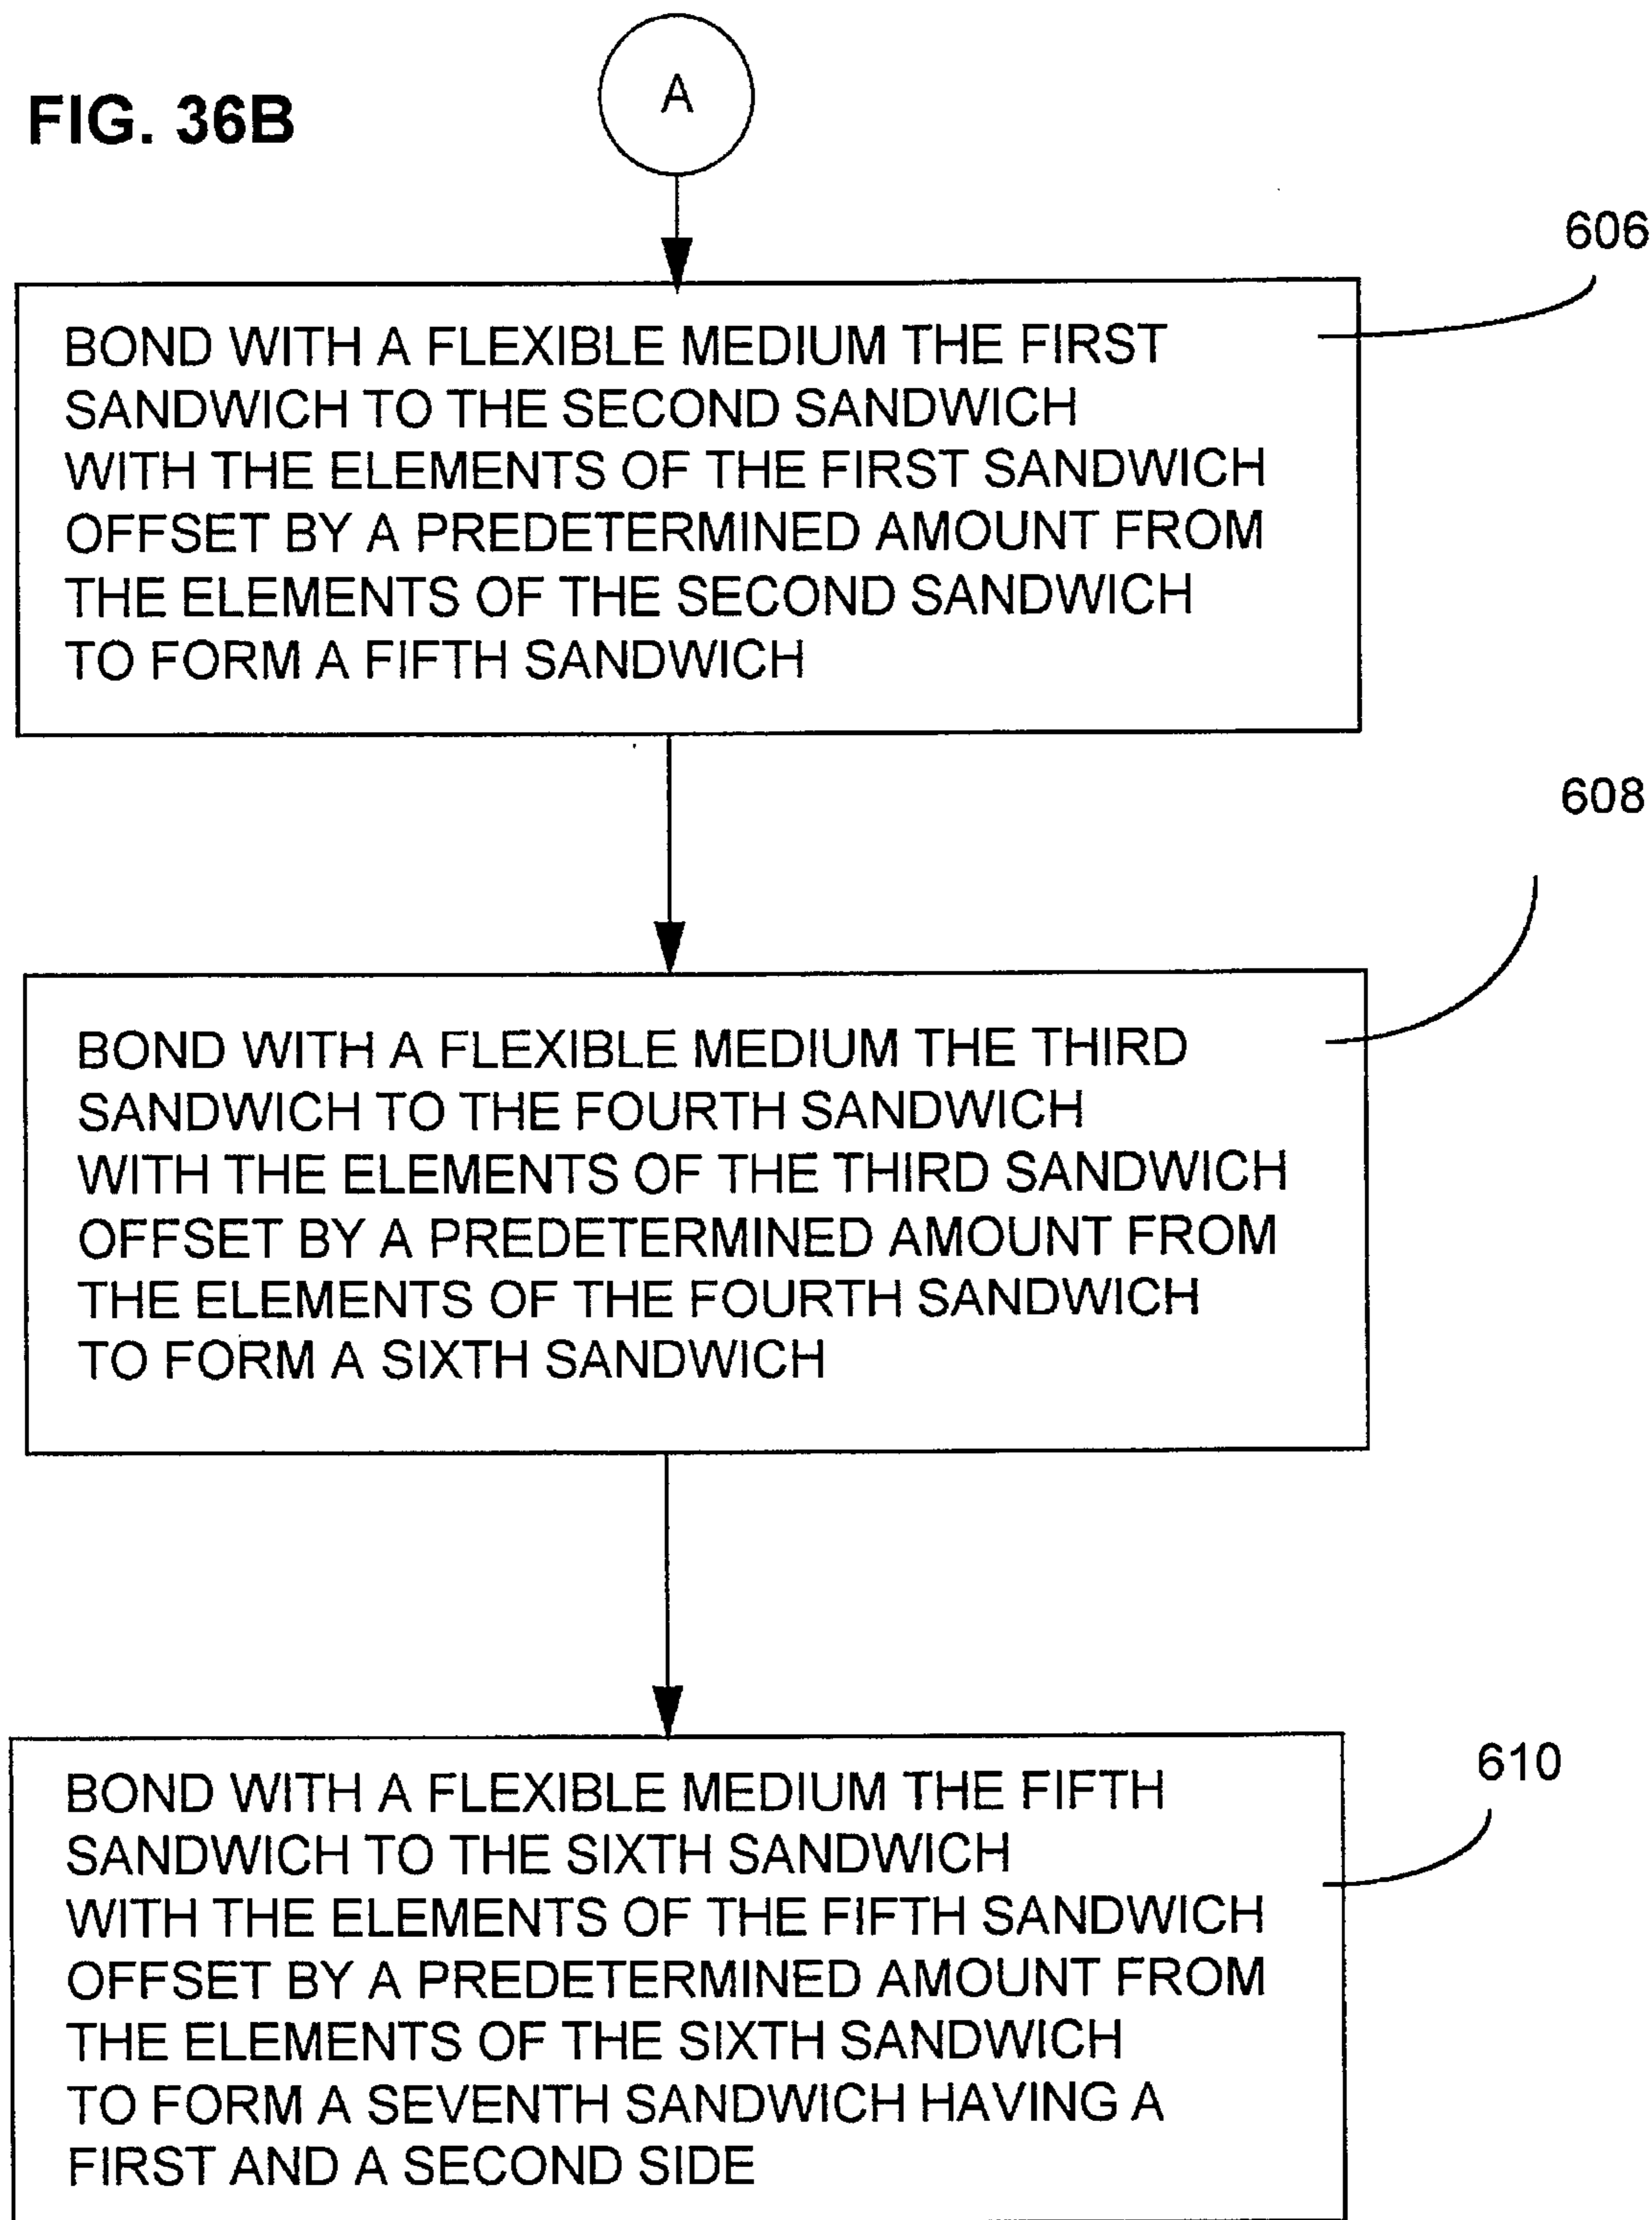 FIG. 36B
A
606
BOND WITH A FLEXIBLE MEDIUM THE FIRST
SANDWICH TO THE SECOND SANDWICH
WITH THE ELEMENTS OF THE FIRST SANDWICH
OFFSET BY A PREDETERMINED AMOUNT FROM
THE ELEMENTS OF THE SECOND SANDWICH
TO FORM A FIFTH SANDWICH
608
BOND WITH A FLEXIBLE MEDIUM THE THIRD
SANDWICH TO THE FOURTH SANDWICH
WITH THE ELEMENTS OF THE THIRD SANDWICH
OFFSET BY A PREDETERMINED AMOUNT FROM
THE ELEMENTS OF THE FOURTH SANDWICH
TO FORM A SIXTH SANDWICH
610
BOND WITH A FLEXIBLE MEDIUM THE FIFTH
SANDWICH TO THE SIXTH SANDWICH
WITH THE ELEMENTS OF THE FIFTH SANDWICH
OFFSET BY A PREDETERMINED AMOUNT FROM
THE ELEMENTS OF THE SIXTH SANDWICH
TO FORM A SEVENTH SANDWICH HAVING A
FIRST AND A SECOND SIDE